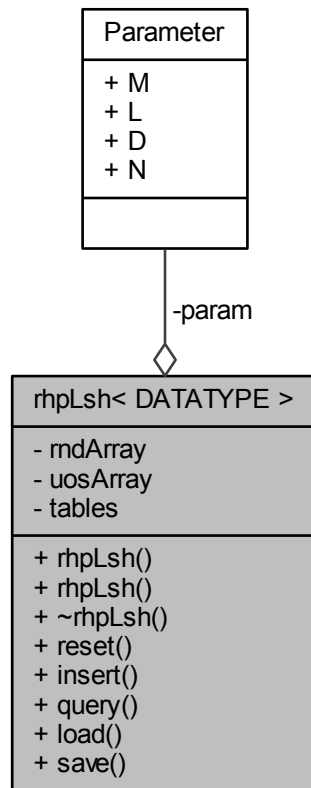 Parameter
+ M
+ L
+ D
+ N
-param
rhpLsh< DATATYPE >
- rndArray
- uosArray
- tables
+ rhpLsh()
+ rhpLsh()
+ ~rhpLsh()
+ reset()
+ insert()
+ query()
+ load()
+ save()